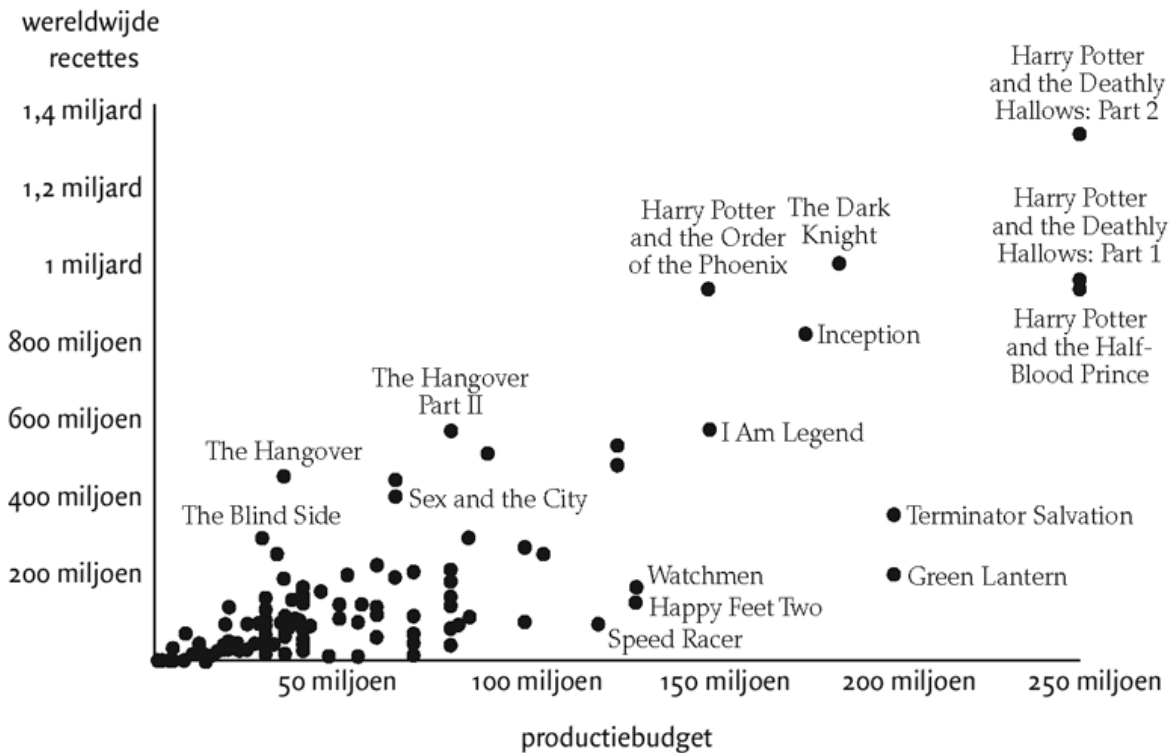 wereldwijde
recettes
1,4 miljard
1,2 miljard
1 miljard
800 miljoen
600 miljoen
400 miljoen
200 miljoen
Harry Potter
and the Deathly
Hallows: Part 2
Harry Potter
and the Order
of the Phoenix
The Dark
Knight
Harry Potter
and the Deathly
Hallows: Part 1
Inception
Harry Potter
and the Half-
Blood Prince
The Hangover
Part II
I Am Legend
The Hangover
Sex and the City
The Blind Side
Terminator Salvation
Watchmen
Green Lantern
Happy Feet Two
Speed Racer
50 miljoen
100 miljoen
150 miljoen
200 miljoen
250 miljoen
productiebudget